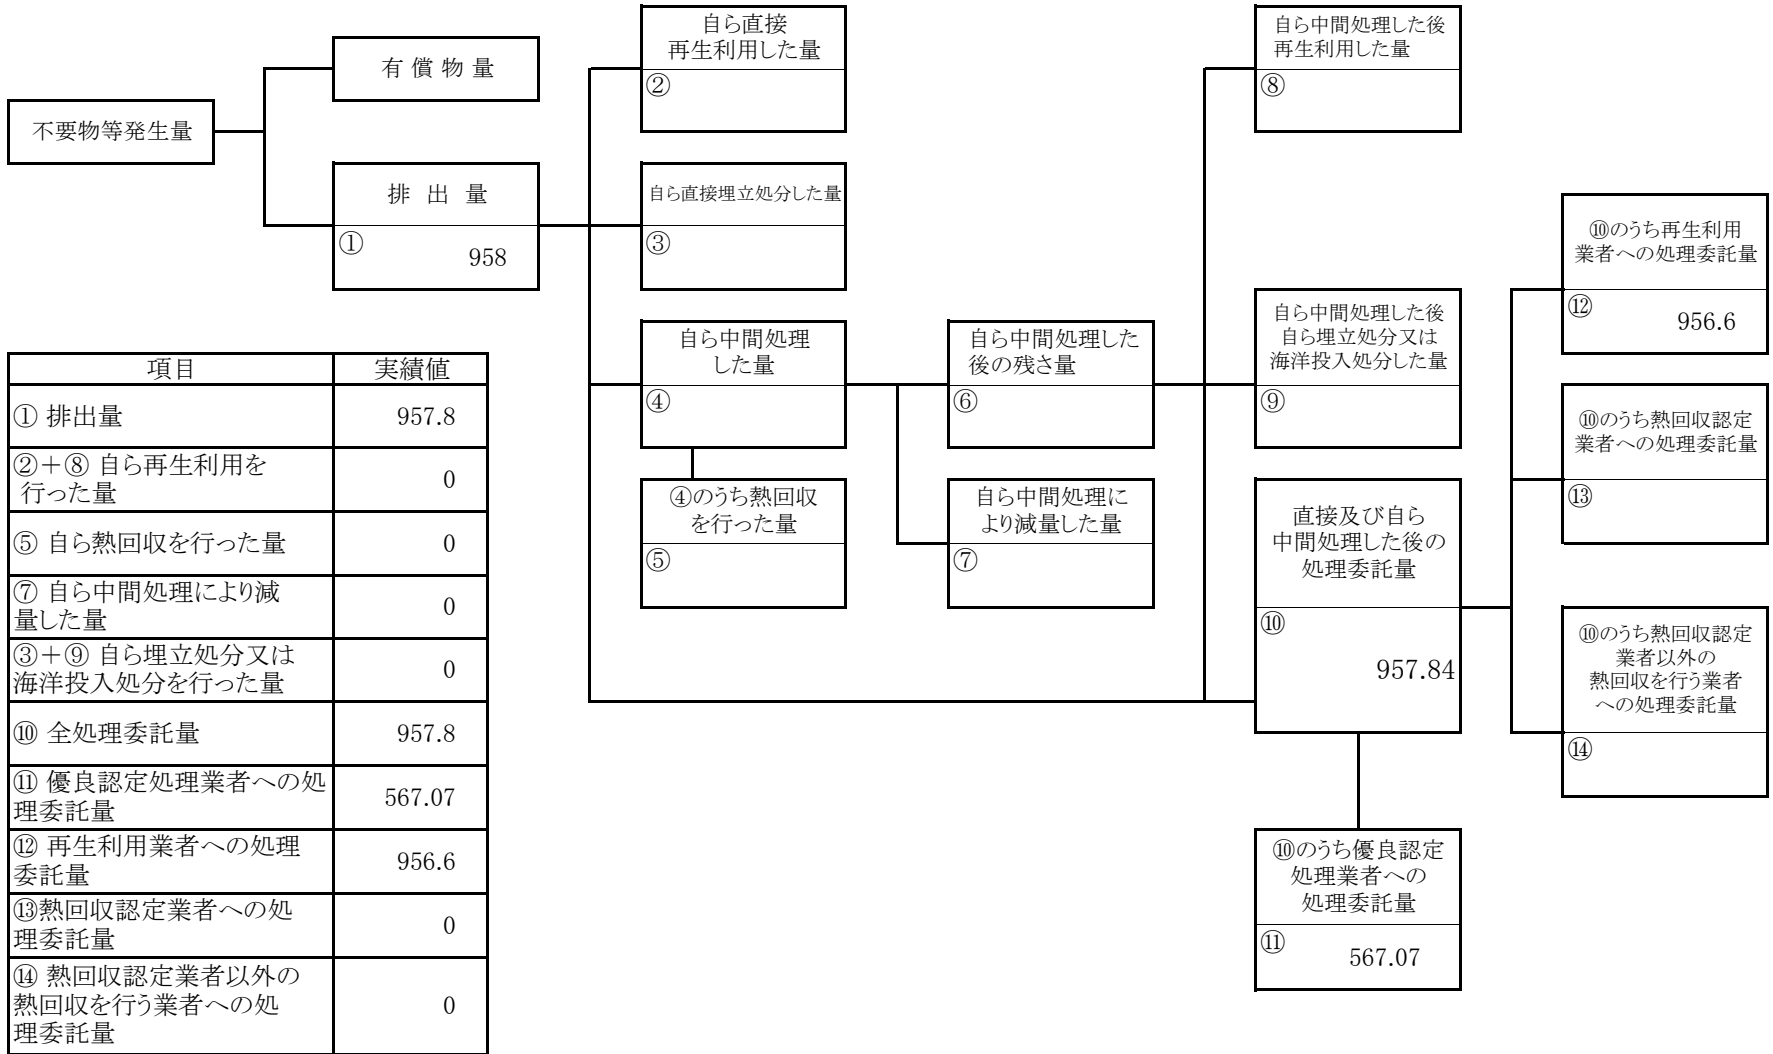 不要物等発生量
有 償 物 量
排 出 量
①
958
自ら直接
再生利用した量
②
自ら直接埋立処分した量
③
自ら中間処理
した量
④
④のうち熱回収
を行った量
⑤
自ら中間処理した
後の残さ量
⑥
自ら中間処理に
より減量した量
⑦
自ら中間処理した後
再生利用した量
⑧
自ら中間処理した後
自ら埋立処分又は
海洋投入処分した量
⑨
直接及び自ら
中間処理した後の
処理委託量
⑩
957.84
⑩のうち優良認定
処理業者への
処理委託量
⑪
567.07
⑩のうち再生利用
業者への処理委託量
⑫
956.6
⑩のうち熱回収認定
業者への処理委託量
⑬
⑩のうち熱回収認定
業者以外の
熱回収を行う業者
への処理委託量
⑭
項目 実績値
① 排出量 957.8
②＋⑧ 自ら再生利用を
行った量 0
⑤ 自ら熱回収を行った量 0
⑦ 自ら中間処理により減
量した量 0
③＋⑨ 自ら埋立処分又は
海洋投入処分を行った量 0
⑩ 全処理委託量 957.8
⑪ 優良認定処理業者への処
理委託量 567.07
⑫ 再生利用業者への処理
委託量 956.6
⑬熱回収認定業者への処
理委託量 0
⑭ 熱回収認定業者以外の
熱回収を行う業者への処
理委託量 0